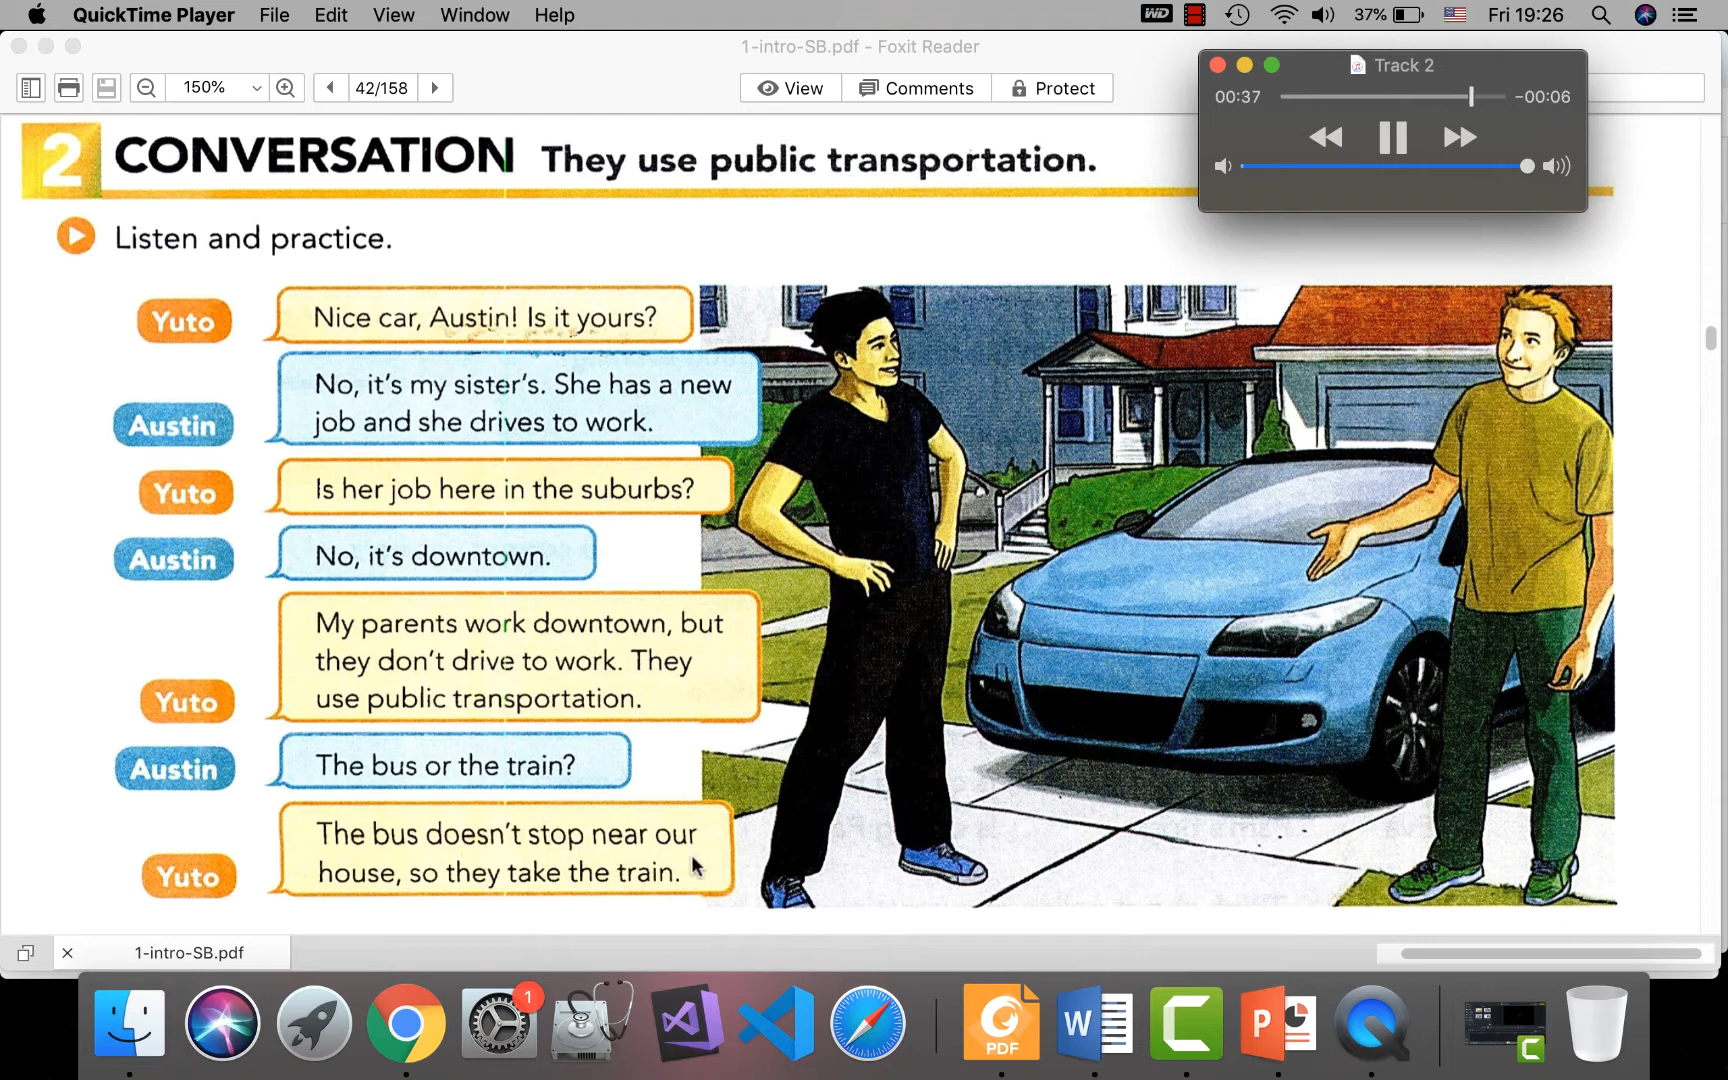 QuickTime Player File Edit View Window Help WD 37% Fri 19:26
1-intro-SB.pdf - Foxit Reader
Track 2
00:37 -00:06
150% 42/158 View Comments Protect
2 CONVERSATION They use public transportation.
Listen and practice.
Yuto Nice car, Austin! Is it yours?
Austin No, it's my sister's. She has a new
job and she drives to work.
Yuto Is her job here in the suburbs?
Austin No, it's downtown.
Yuto My parents work downtown, but
they don't drive to work. They
use public transportation.
Austin The bus or the train?
Yuto The bus doesn't stop near our
house, so they take the train.
1-intro-SB.pdf
1
PDF W C P C